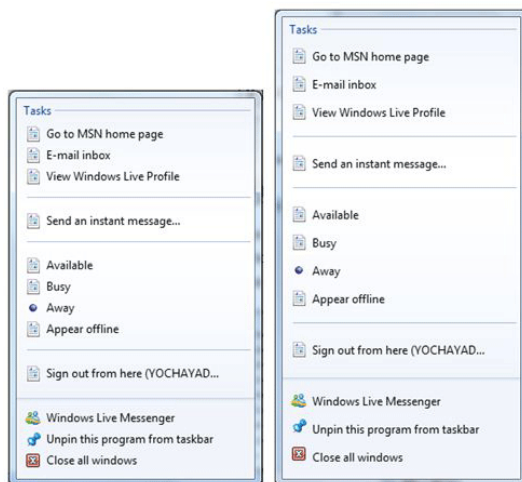 Tasks
Go to MSN home page
E-mail inbox
View Windows Live Profile
Send an instant message...
Available
Busy
Away
Appear offline
Sign out from here (YOCHAYAD...
Windows Live Messenger
Unpin this program from taskbar
Close all windows
Tasks
Go to MSN home page
E-mail inbox
View Windows Live Profile
Send an instant message...
Available
Busy
Away
Appear offline
Sign out from here (YOCHAYAD...
Windows Live Messenger
Unpin this program from taskbar
Close all windows